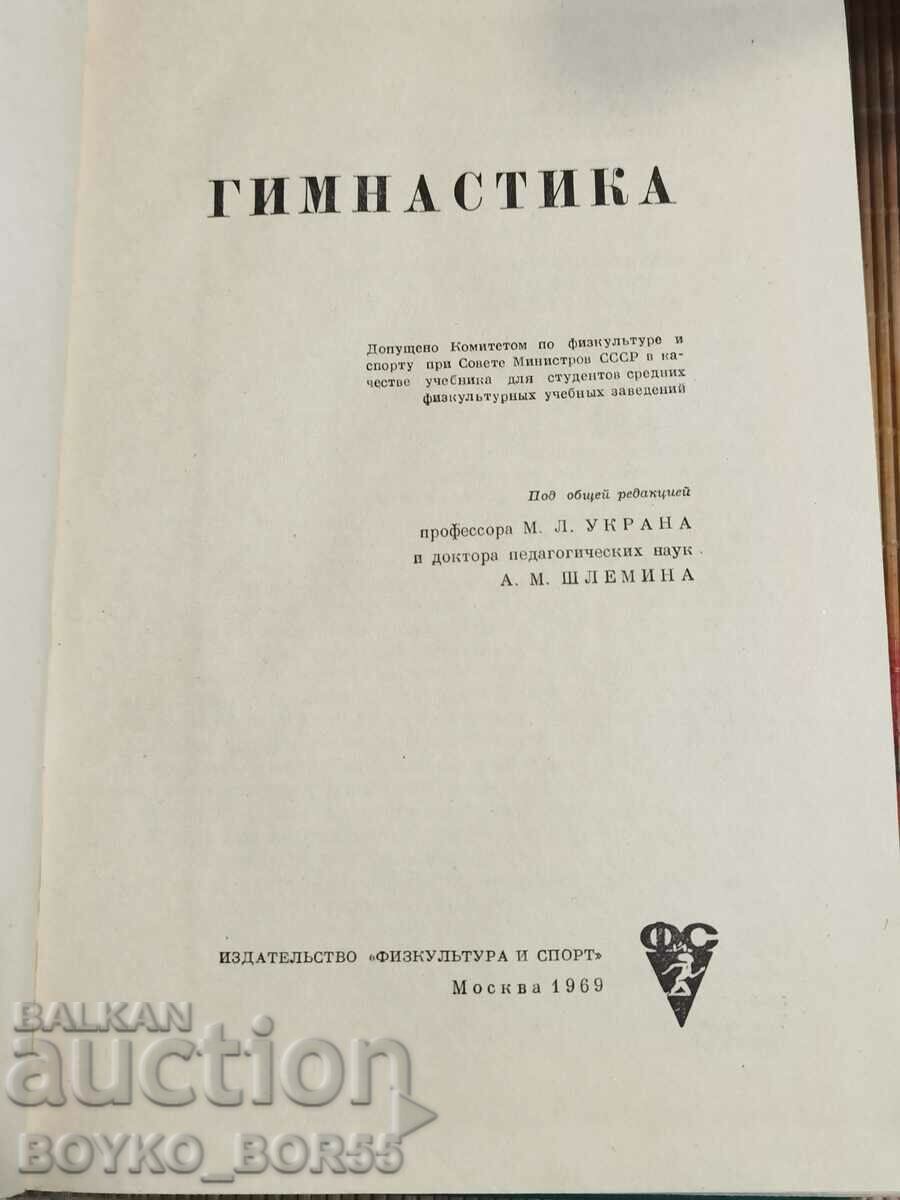 ГИМНАСТИКА
Допущено Комитетом по физкультуре и
спорту при Совете Министров СССР в ка-
честве учебника для студентов средних
физкультурных учебных заведений
Под общей редакцией
профессора М. Л. УКРАНА
и доктора педагогических наук
А. М. ШЛЕМИНА
ФиС
ИЗДАТЕЛЬСТВО «ФИЗКУЛЬТУРА И СПОРТ»
Москва 1969
BALKAN
auction
BOYKO_BOR55